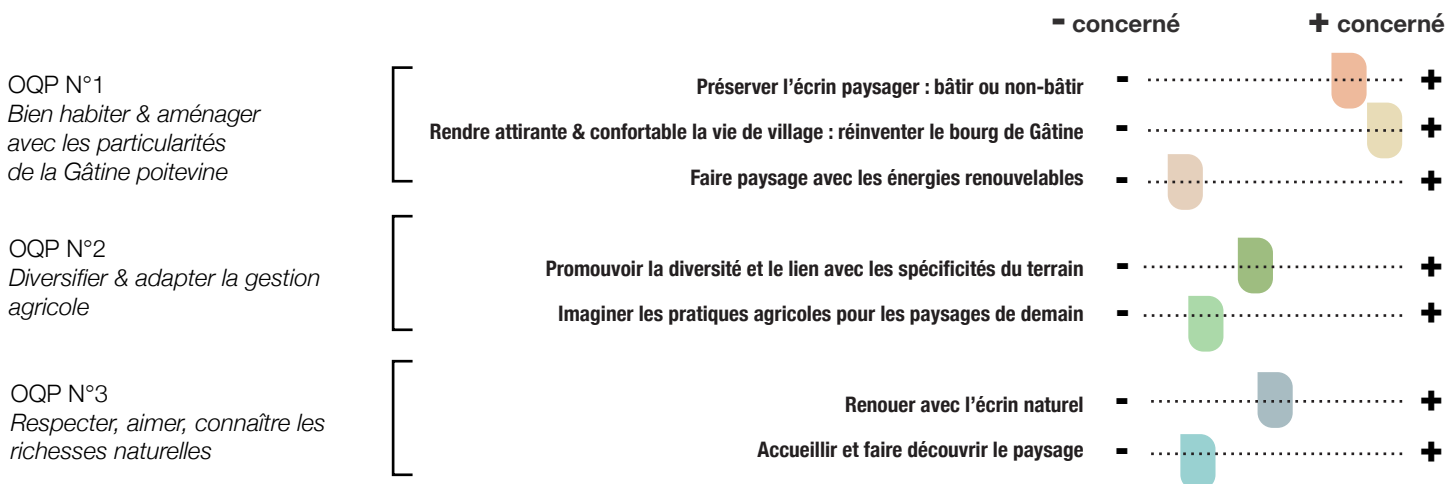 - concerné + concerné
OQP N°1
Bien habiter & aménager
avec les particularités
de la Gâtine poitevine
Préserver l'écrin paysager : bâtir ou non-bâtir - +
Rendre attirante & confortable la vie de village : réinventer le bourg de Gâtine - +
Faire paysage avec les énergies renouvelables - +
OQP N°2
Diversifier & adapter la gestion
agricole
Promouvoir la diversité et le lien avec les spécificités du terrain - +
Imaginer les pratiques agricoles pour les paysages de demain - +
OQP N°3
Respecter, aimer, connaître les
richesses naturelles
Renouer avec l'écrin naturel - +
Accueillir et faire découvrir le paysage - +